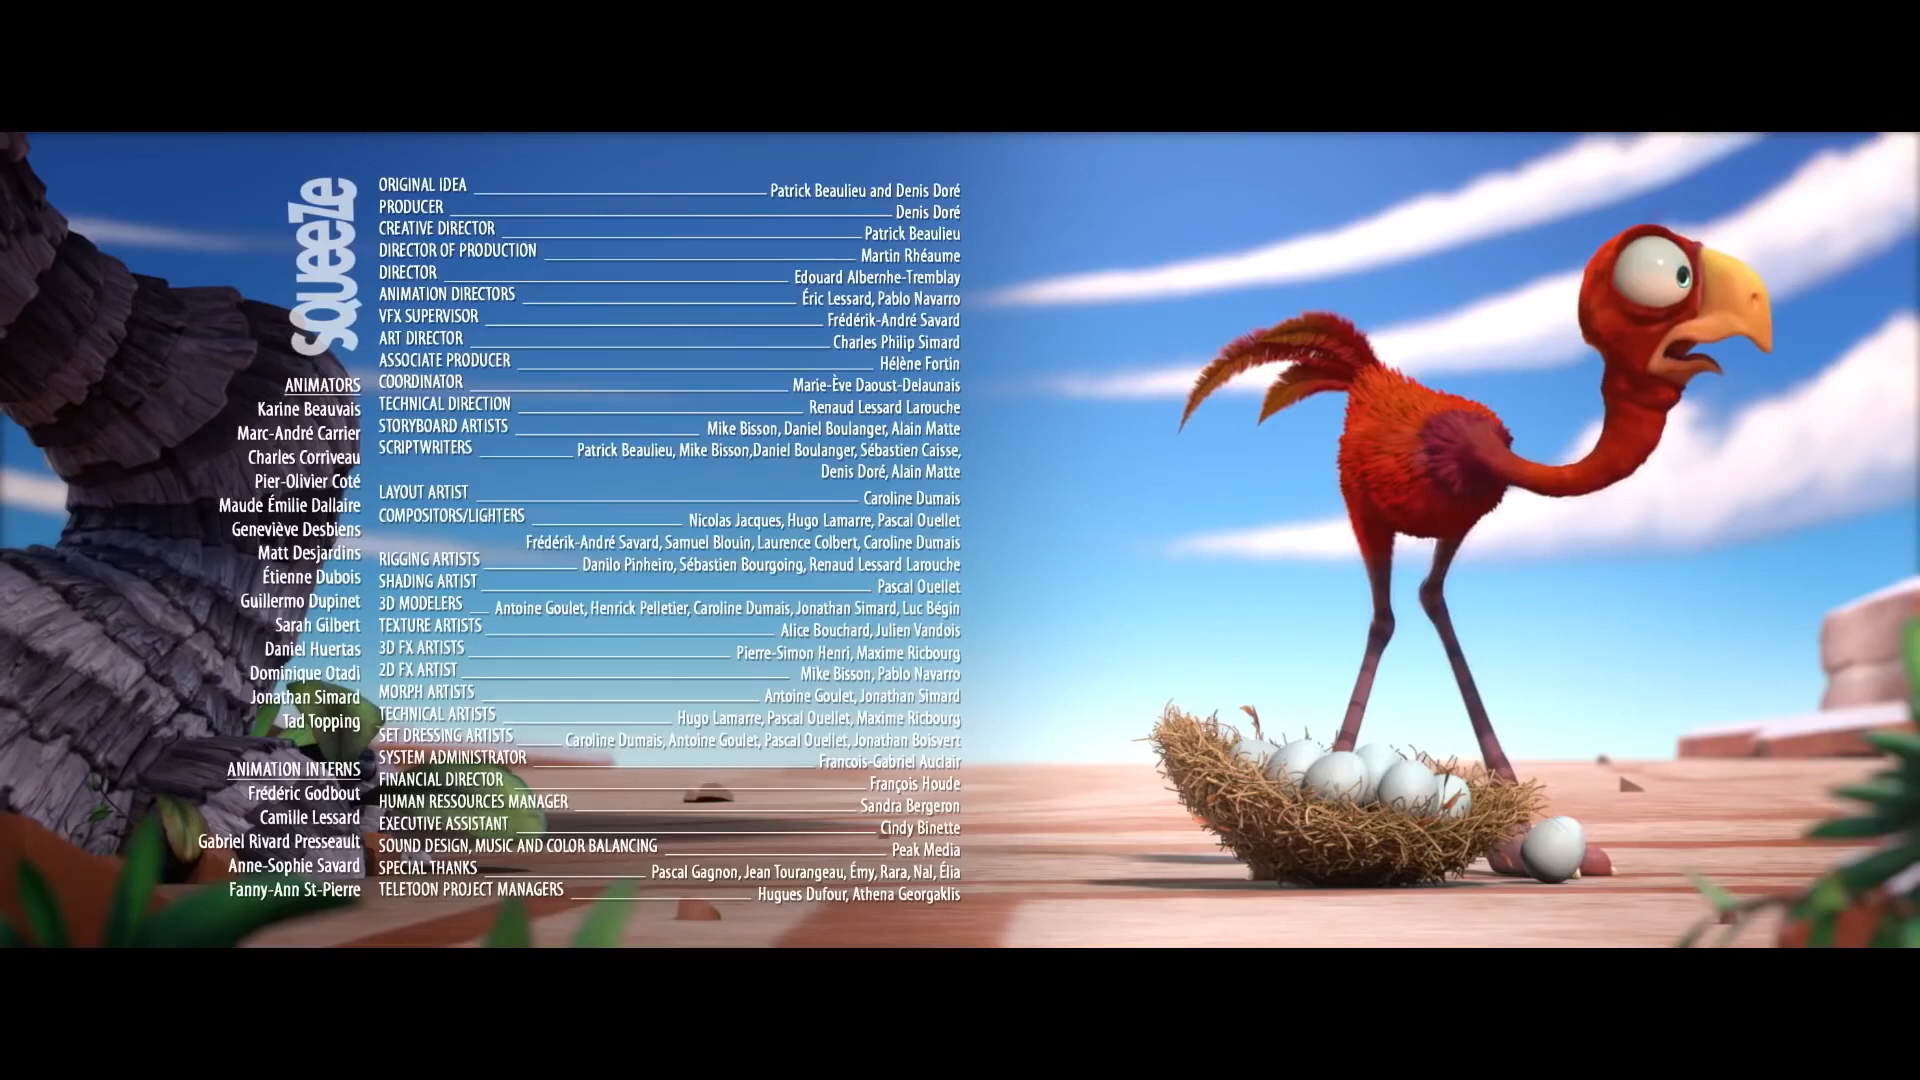 squeeze
ANIMATORS
Karine Beauvais
Marc-André Carrier
Charles Corriveau
Pier-Olivier Coté
Maude Émilie Dallaire
Geneviève Desbiens
Matt Desjardins
Étienne Dubois
Guillermo Dupinet
Sarah Gilbert
Daniel Huertas
Dominique Otadi
Jonathan Simard
Tad Topping
ANIMATION INTERNS
Frédéric Godbout
Camille Lessard
Gabriel Rivard Presseault
Anne-Sophie Savard
Fanny-Ann St-Pierre
ORIGINAL IDEA Patrick Beaulieu and Denis Doré
PRODUCER Denis Doré
CREATIVE DIRECTOR Patrick Beaulieu
DIRECTOR OF PRODUCTION Martin Rhéaume
DIRECTOR Edouard Albernhe-Tremblay
ANIMATION DIRECTORS Éric Lessard, Pablo Navarro
VFX SUPERVISOR Frédérik-André Savard
ART DIRECTOR Charles Philip Simard
ASSOCIATE PRODUCER Hélène Fortin
COORDINATOR Marie-Ève Daoust-Delaunais
TECHNICAL DIRECTION Renaud Lessard Larouche
STORYBOARD ARTISTS Mike Bisson, Daniel Boulanger, Alain Matte
SCRIPTWRITERS Patrick Beaulieu, Mike Bisson,Daniel Boulanger, Sébastien Caisse,
Denis Doré, Alain Matte
LAYOUT ARTIST Caroline Dumais
COMPOSITORS/LIGHTERS Nicolas Jacques, Hugo Lamarre, Pascal Ouellet
Frédérik-André Savard, Samuel Blouin, Laurence Colbert, Caroline Dumais
RIGGING ARTISTS Danilo Pinheiro, Sébastien Bourgoing, Renaud Lessard Larouche
SHADING ARTIST Pascal Ouellet
3D MODELERS Antoine Goulet, Henrick Pelletier, Caroline Dumais, Jonathan Simard, Luc Bégin
TEXTURE ARTISTS Alice Bouchard, Julien Vandois
3D FX ARTISTS Pierre-Simon Henri, Maxime Ricbourg
2D FX ARTIST Mike Bisson, Pablo Navarro
MORPH ARTISTS Antoine Goulet, Jonathan Simard
TECHNICAL ARTISTS Hugo Lamarre, Pascal Ouellet, Maxime Ricbourg
SET DRESSING ARTISTS Caroline Dumais, Antoine Goulet, Pascal Ouellet, Jonathan Boisvert
SYSTEM ADMINISTRATOR Francois-Gabriel Auclair
FINANCIAL DIRECTOR François Houde
HUMAN RESSOURCES MANAGER Sandra Bergeron
EXECUTIVE ASSISTANT Cindy Binette
SOUND DESIGN, MUSIC AND COLOR BALANCING Peak Media
SPECIAL THANKS Pascal Gagnon, Jean Tourangeau, Émy, Rara, Nal, Élia
TELETOON PROJECT MANAGERS Hugues Dufour, Athena Georgaklis